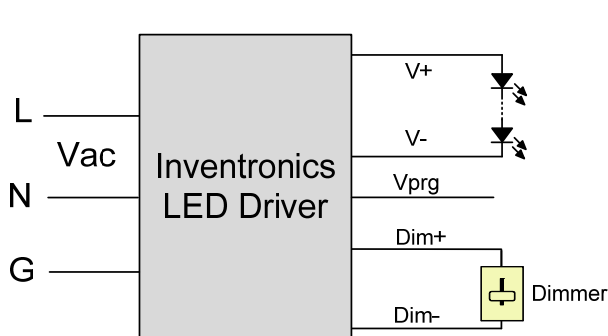 L
Vac
N
G
Inventronics
LED Driver
V+
V-
Vprg
Dim+
Dimmer
Dim-